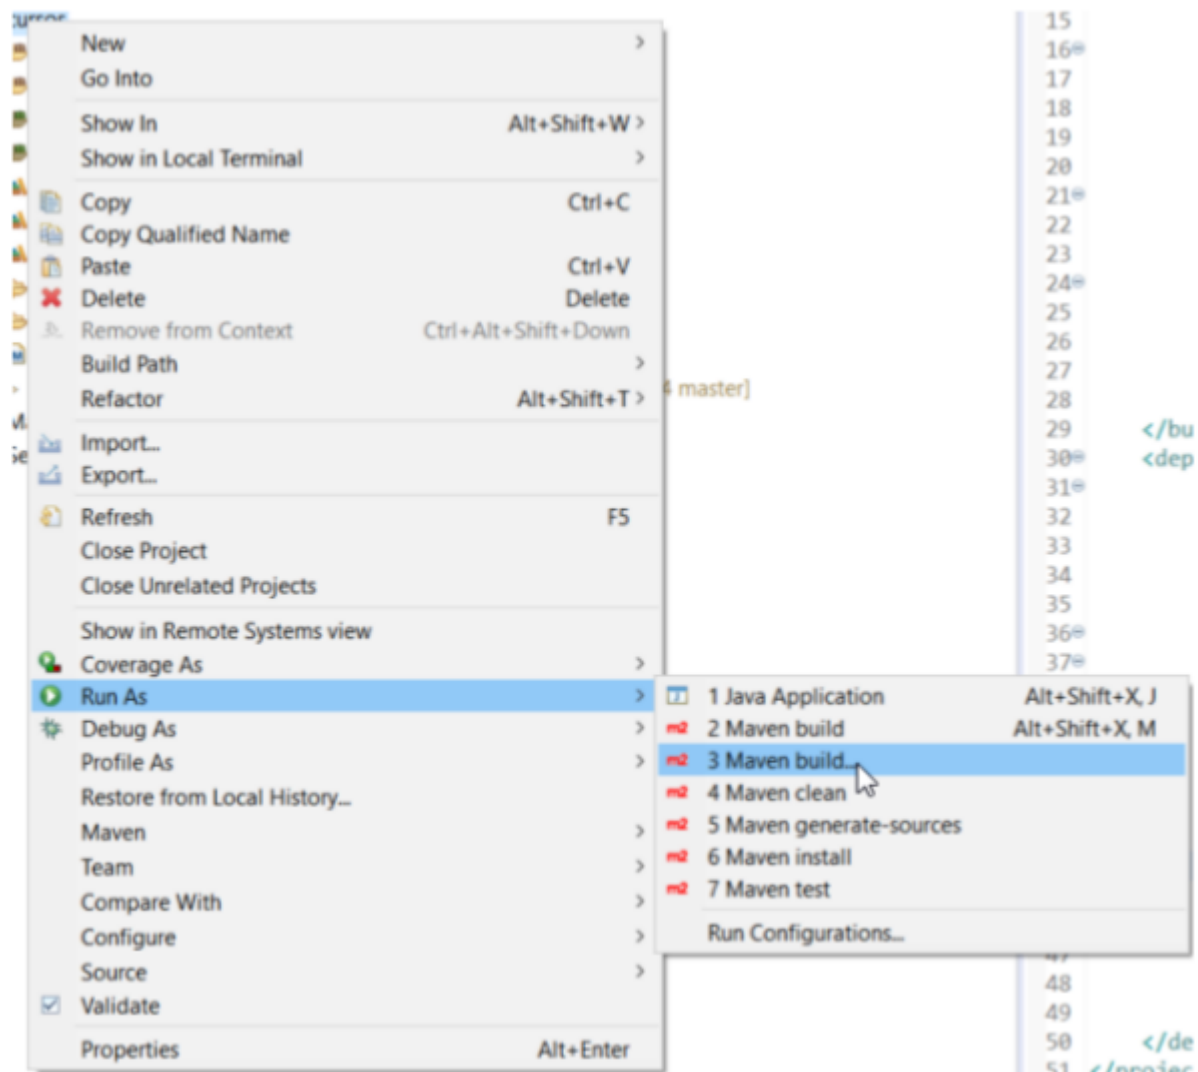 New
Go Into
Show In Alt+Shift+W
Show in Local Terminal
Copy Ctrl+C
Copy Qualified Name
Paste Ctrl+V
Delete Delete
Remove from Context Ctrl+Alt+Shift+Down
Build Path
Refactor Alt+Shift+T
Import...
Export...
Refresh F5
Close Project
Close Unrelated Projects
Show in Remote Systems view
Coverage As
Run As
Debug As
Profile As
Restore from Local History...
Maven
Team
Compare With
Configure
Source
Validate
Properties Alt+Enter
master]
1 Java Application Alt+Shift+X, J
2 Maven build Alt+Shift+X, M
3 Maven build...
4 Maven clean
5 Maven generate-sources
6 Maven install
7 Maven test
Run Configurations...
15
16
17
18
19
20
21
22
23
24
25
26
27
28
29 </bu
30 <dep
31
32
33
34
35
36
37
48
49
50 </de
51 </projec